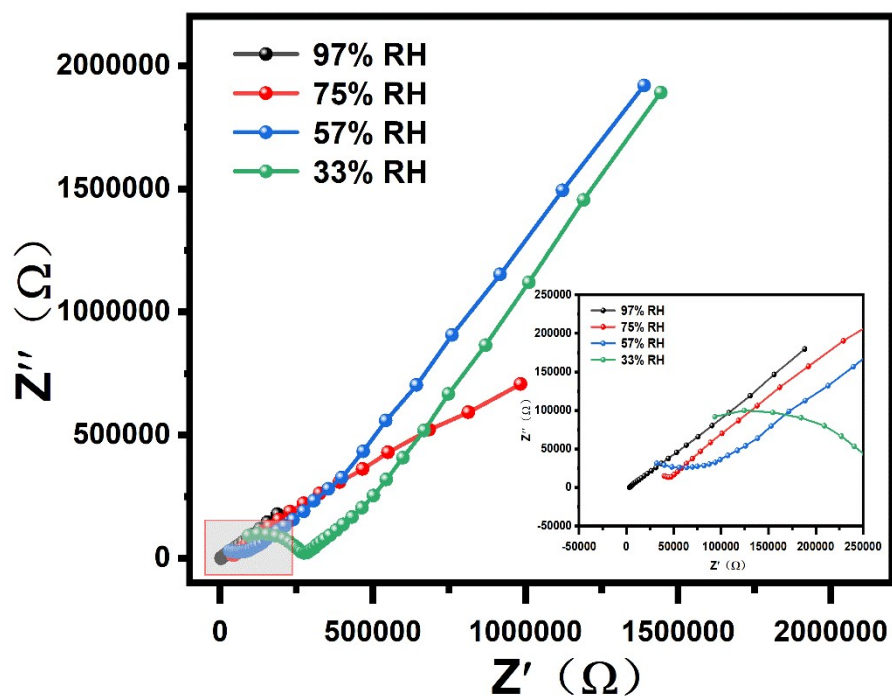 97% RH
75% RH
57% RH
33% RH
2000000
1500000
1000000
500000
0
Z′′ (Ω)
0
500000
1000000
1500000
2000000
Z′ (Ω)
250000
200000
150000
100000
50000
0
-50000
97% RH
75% RH
57% RH
33% RH
Z′′ (Ω)
-50000
0
50000
100000
150000
200000
250000
Z′ (Ω)